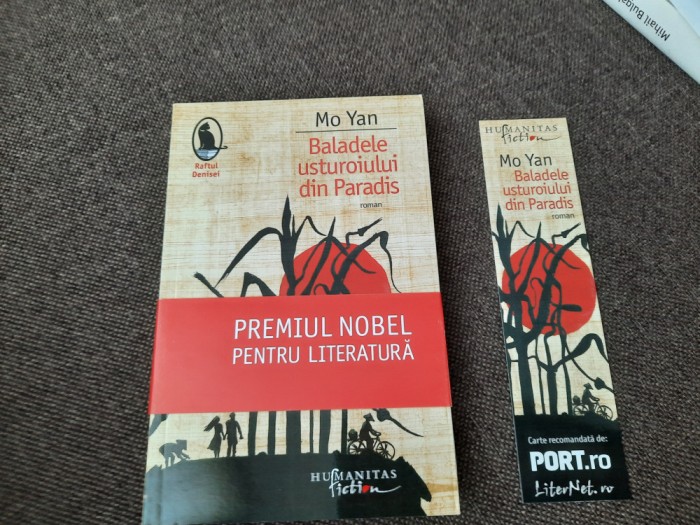 Mihail Bulga
Mo Yan
Baladele
usturoiului
din Paradis
roman
Raftul
Denisei
PREMIUL NOBEL
PENTRU LITERATURĂ
HUMANITAS
fiction
HUMANITAS
fiction
Mo Yan
Baladele
usturoiului
din Paradis
roman
Carte recomandată de:
PORT.ro
LiterNet.ro